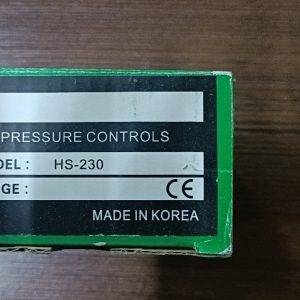 PRESSURE CONTROLS
DEL : HS-230
GE : CE
MADE IN KOREA